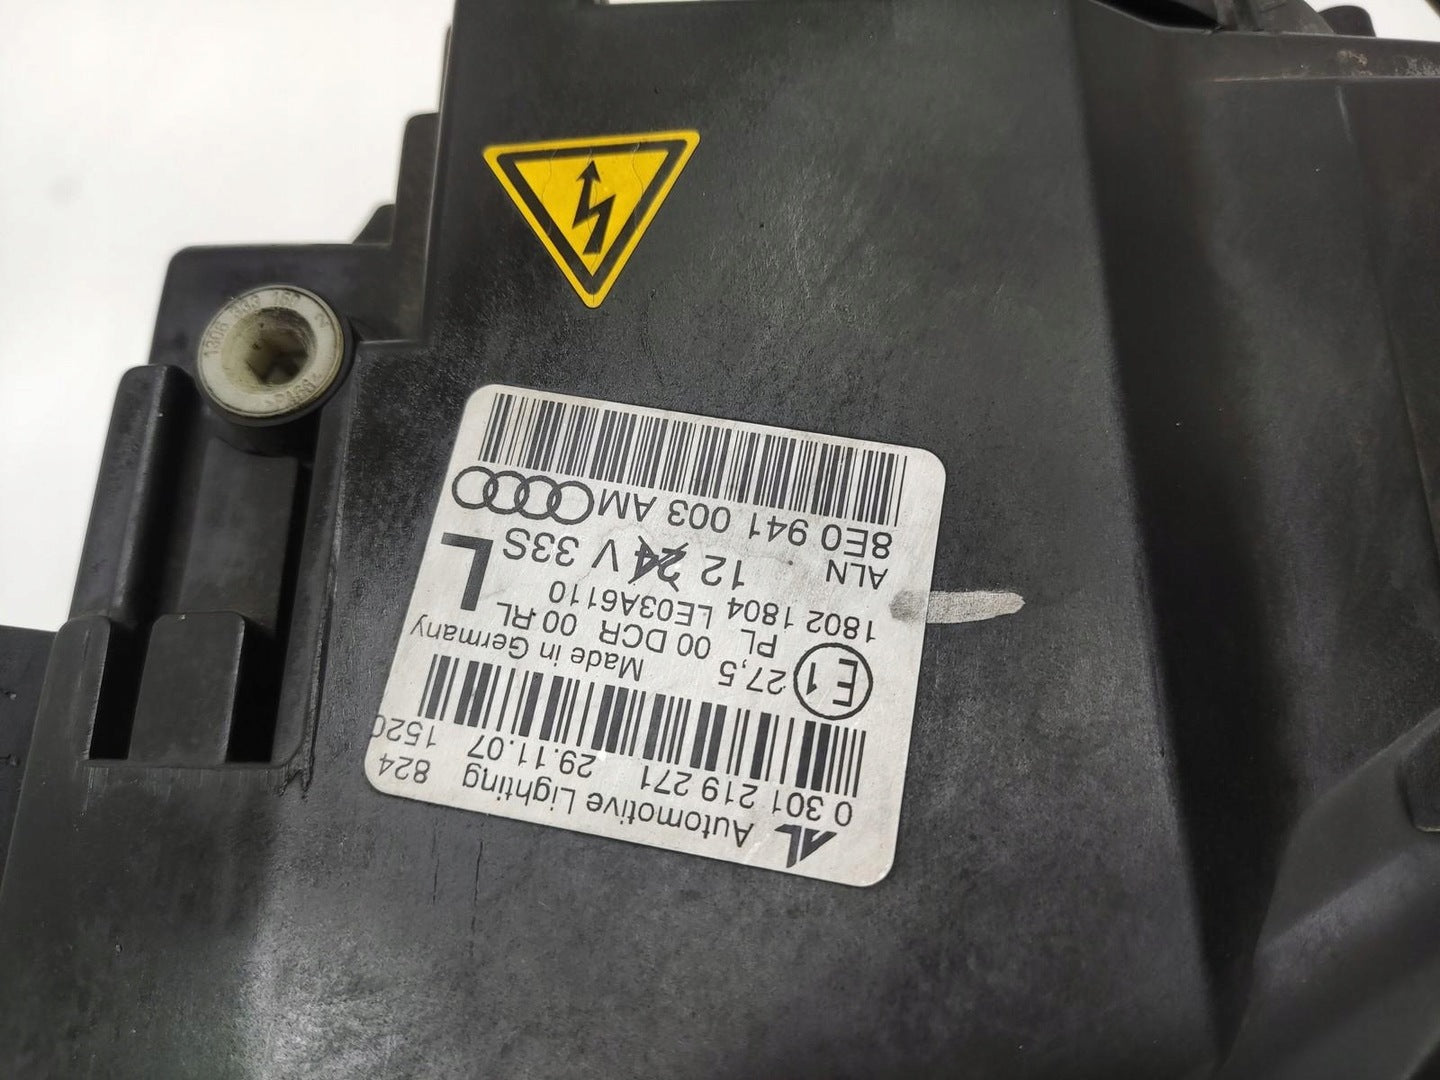 AL Automotive Lighting 824
0 301 219 271 29.11.07 1520
Made in Germany
E1 27,5 00 DCR 00 RL
PL
1802 1804 LE03A6110
ALN 12 24 V 33S L
8E0 941 003 AM